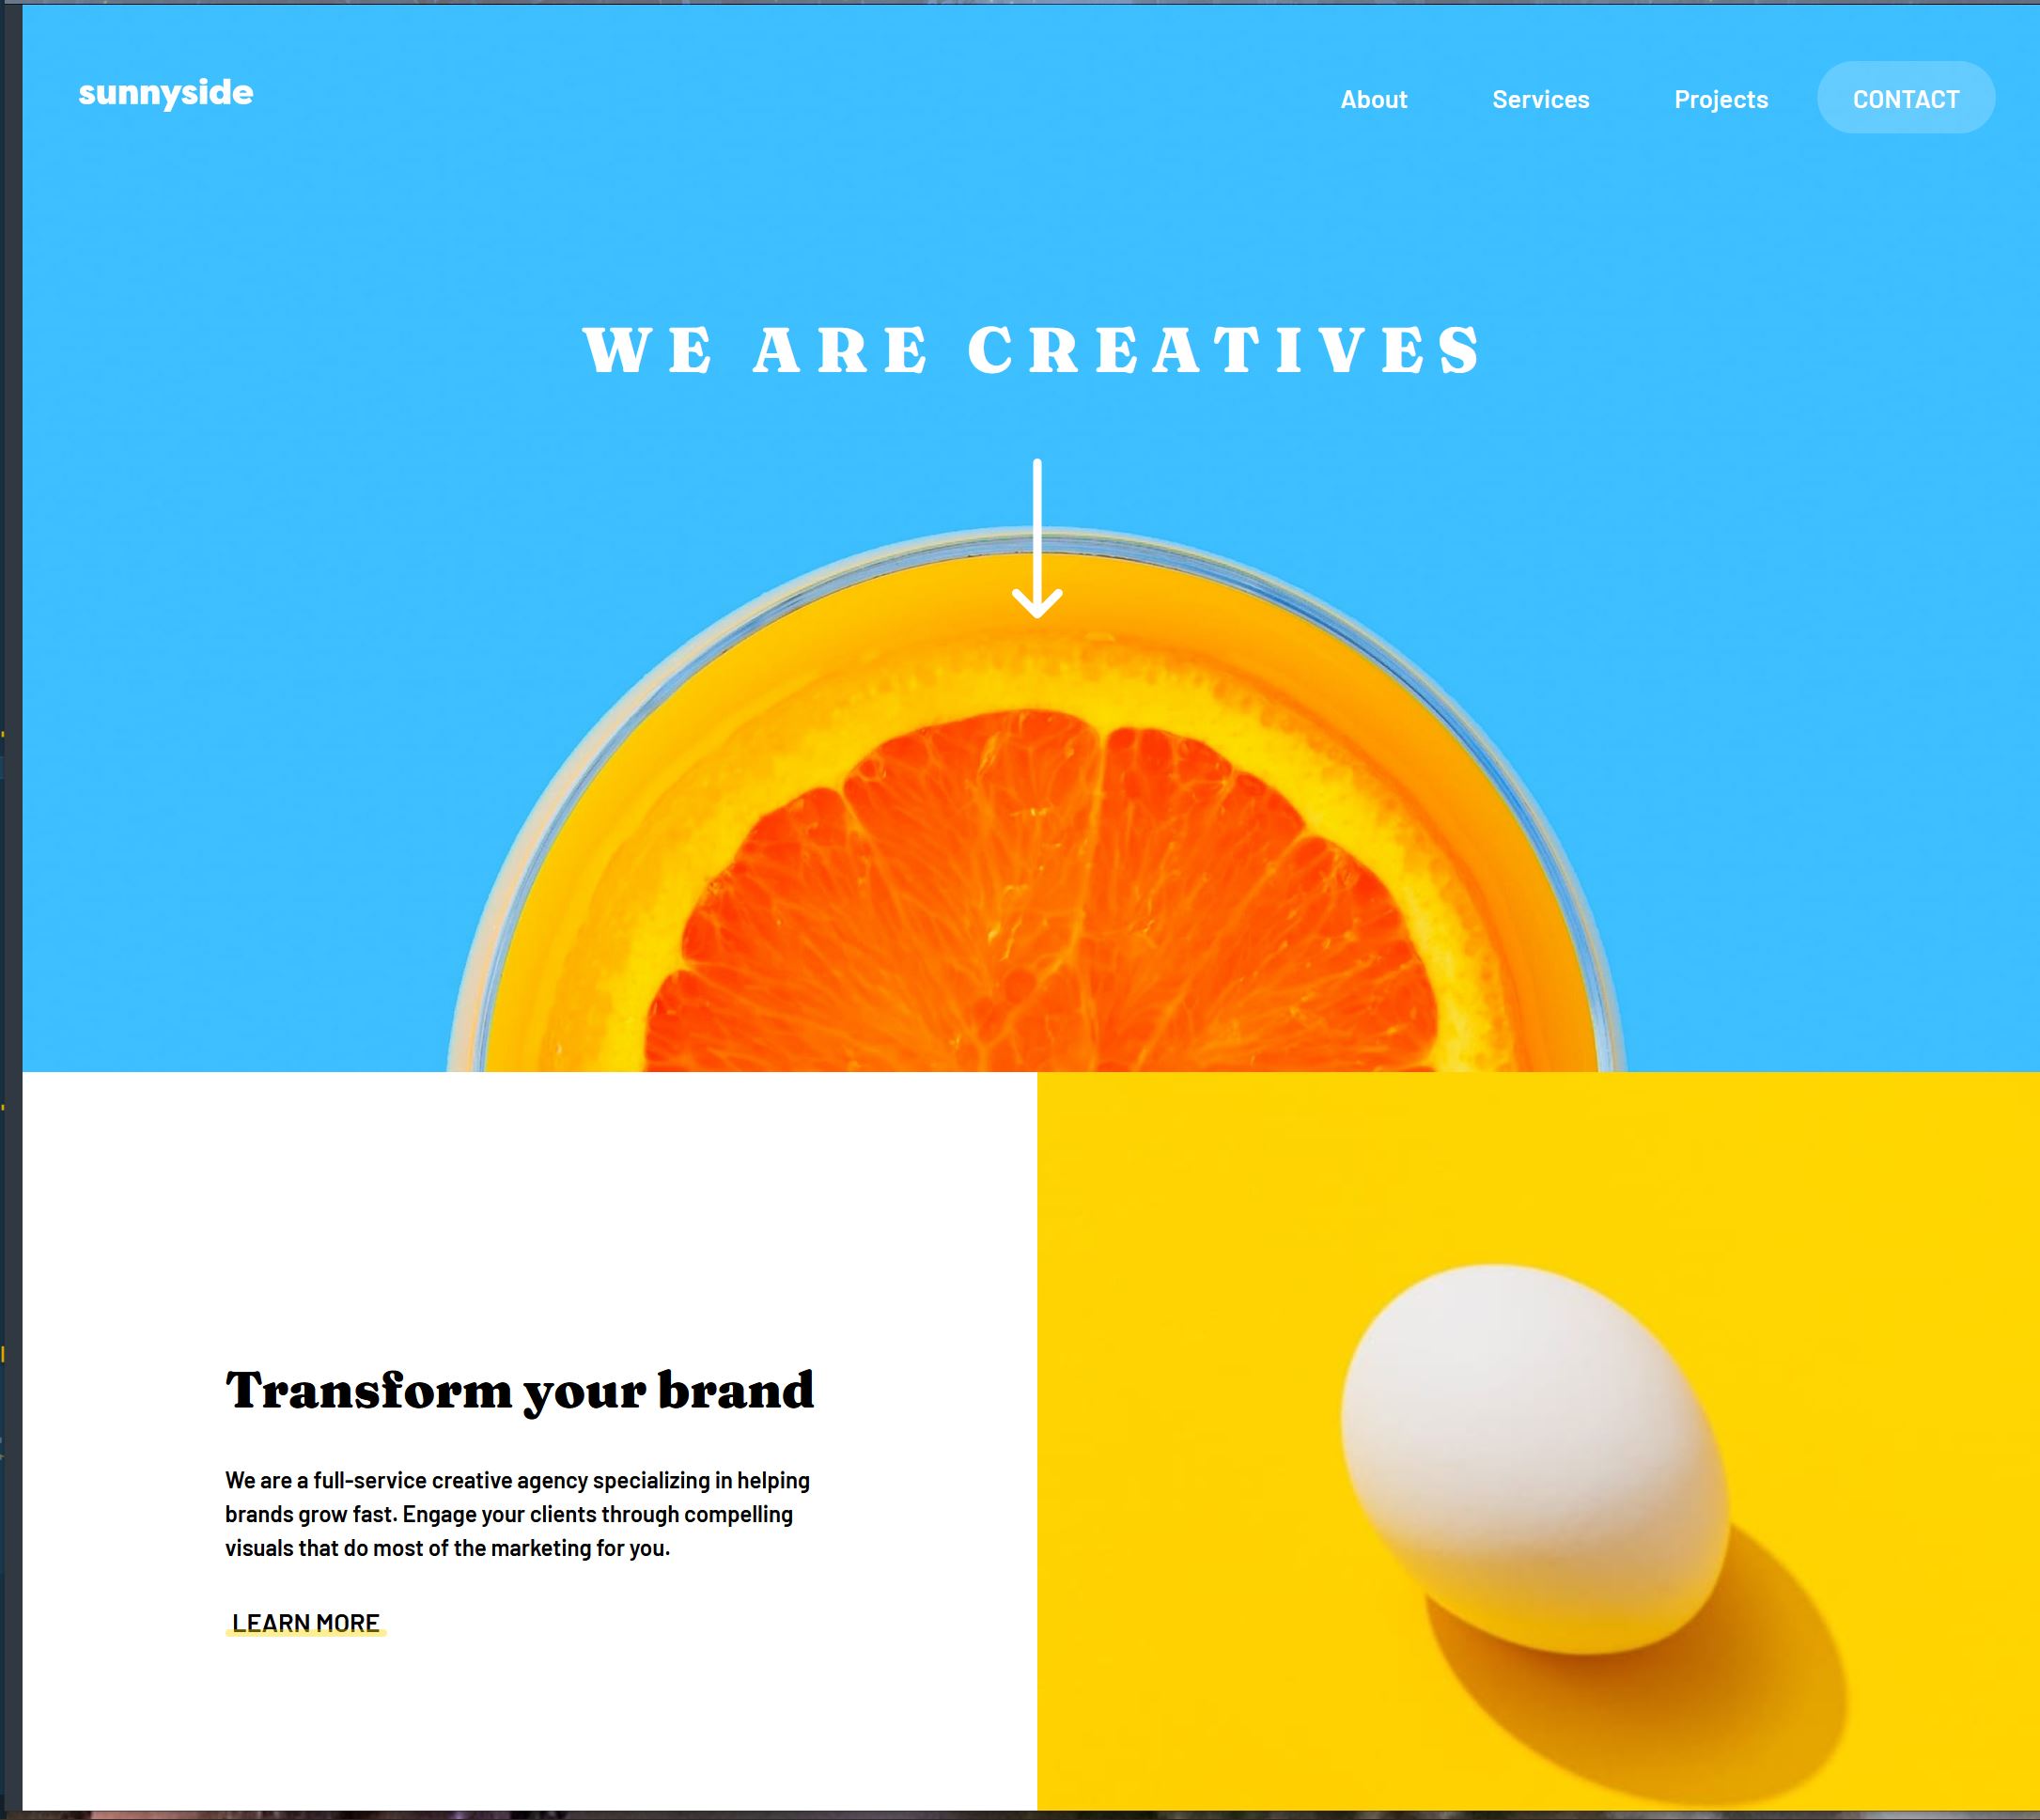 sunnyside
About Services Projects CONTACT
WE ARE CREATIVES
Transform your brand
We are a full-service creative agency specializing in helping
brands grow fast. Engage your clients through compelling
visuals that do most of the marketing for you.
LEARN MORE